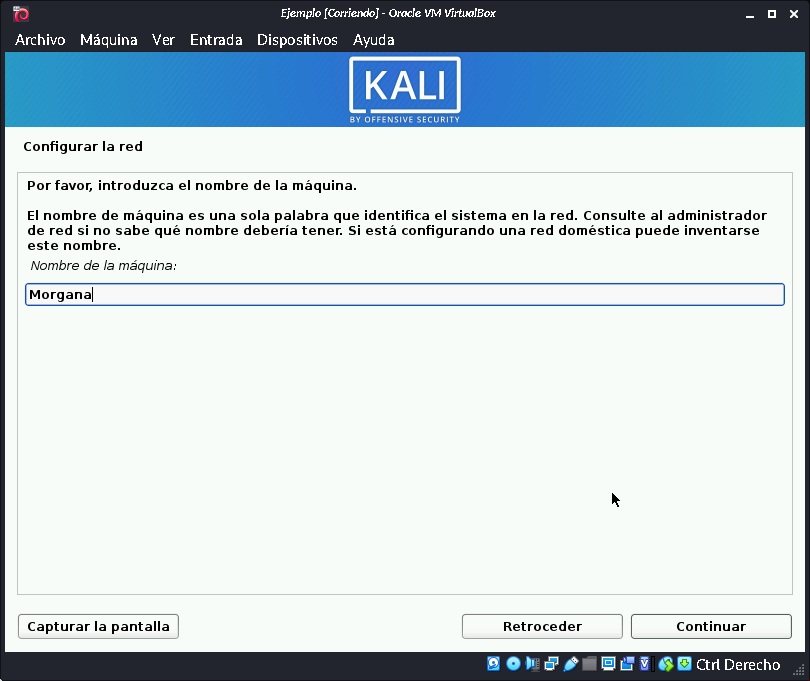 Ejemplo [Corriendo] - Oracle VM VirtualBox
Archivo Máquina Ver Entrada Dispositivos Ayuda
KALI
BY OFFENSIVE SECURITY
Configurar la red
Por favor, introduzca el nombre de la máquina.
El nombre de máquina es una sola palabra que identifica el sistema en la red. Consulte al administrador
de red si no sabe qué nombre debería tener. Si está configurando una red doméstica puede inventarse
este nombre.
Nombre de la máquina:
Morgana
Capturar la pantalla Retroceder Continuar
Ctrl Derecho